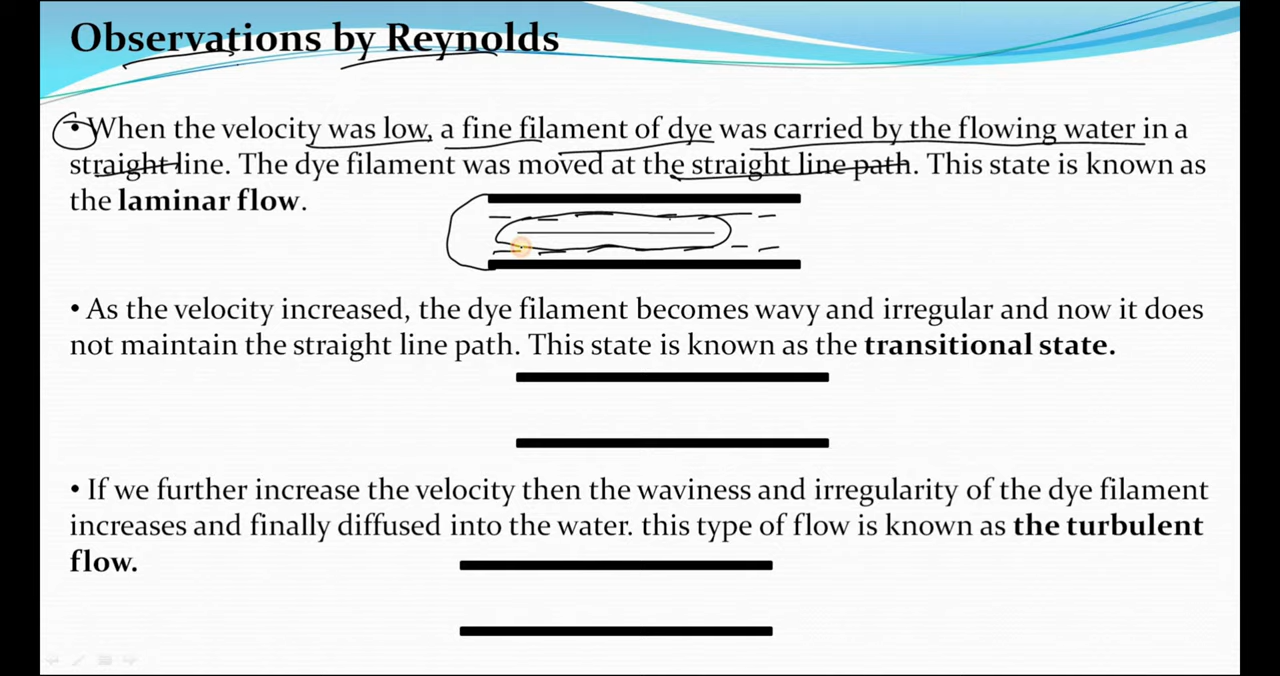 Observations by Reynolds
• When the velocity was low, a fine filament of dye was carried by the flowing water in a
straight line. The dye filament was moved at the straight line path. This state is known as
the laminar flow.
• As the velocity increased, the dye filament becomes wavy and irregular and now it does
not maintain the straight line path. This state is known as the transitional state.
• If we further increase the velocity then the waviness and irregularity of the dye filament
increases and finally diffused into the water. this type of flow is known as the turbulent
flow.